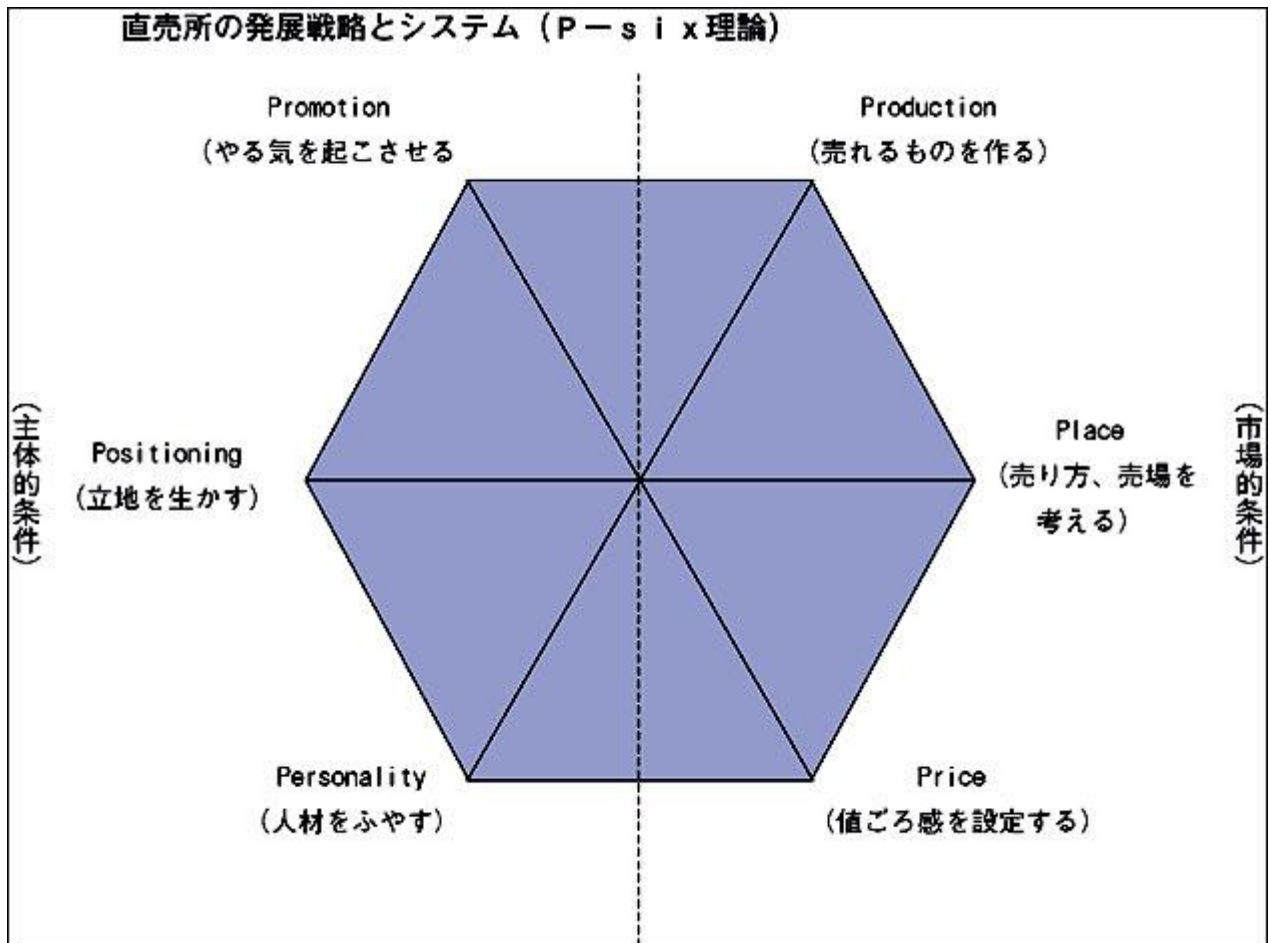 直売所の発展戦略とシステム（Ｐ－ｓｉｘ理論）
Promotion
（やる気を起こさせる
Production
（売れるものを作る）
（主体的条件）
Positioning
（立地を生かす）
Place
（売り方、売場を
考える）
（市場的条件）
Personality
（人材をふやす）
Price
（値ごろ感を設定する）